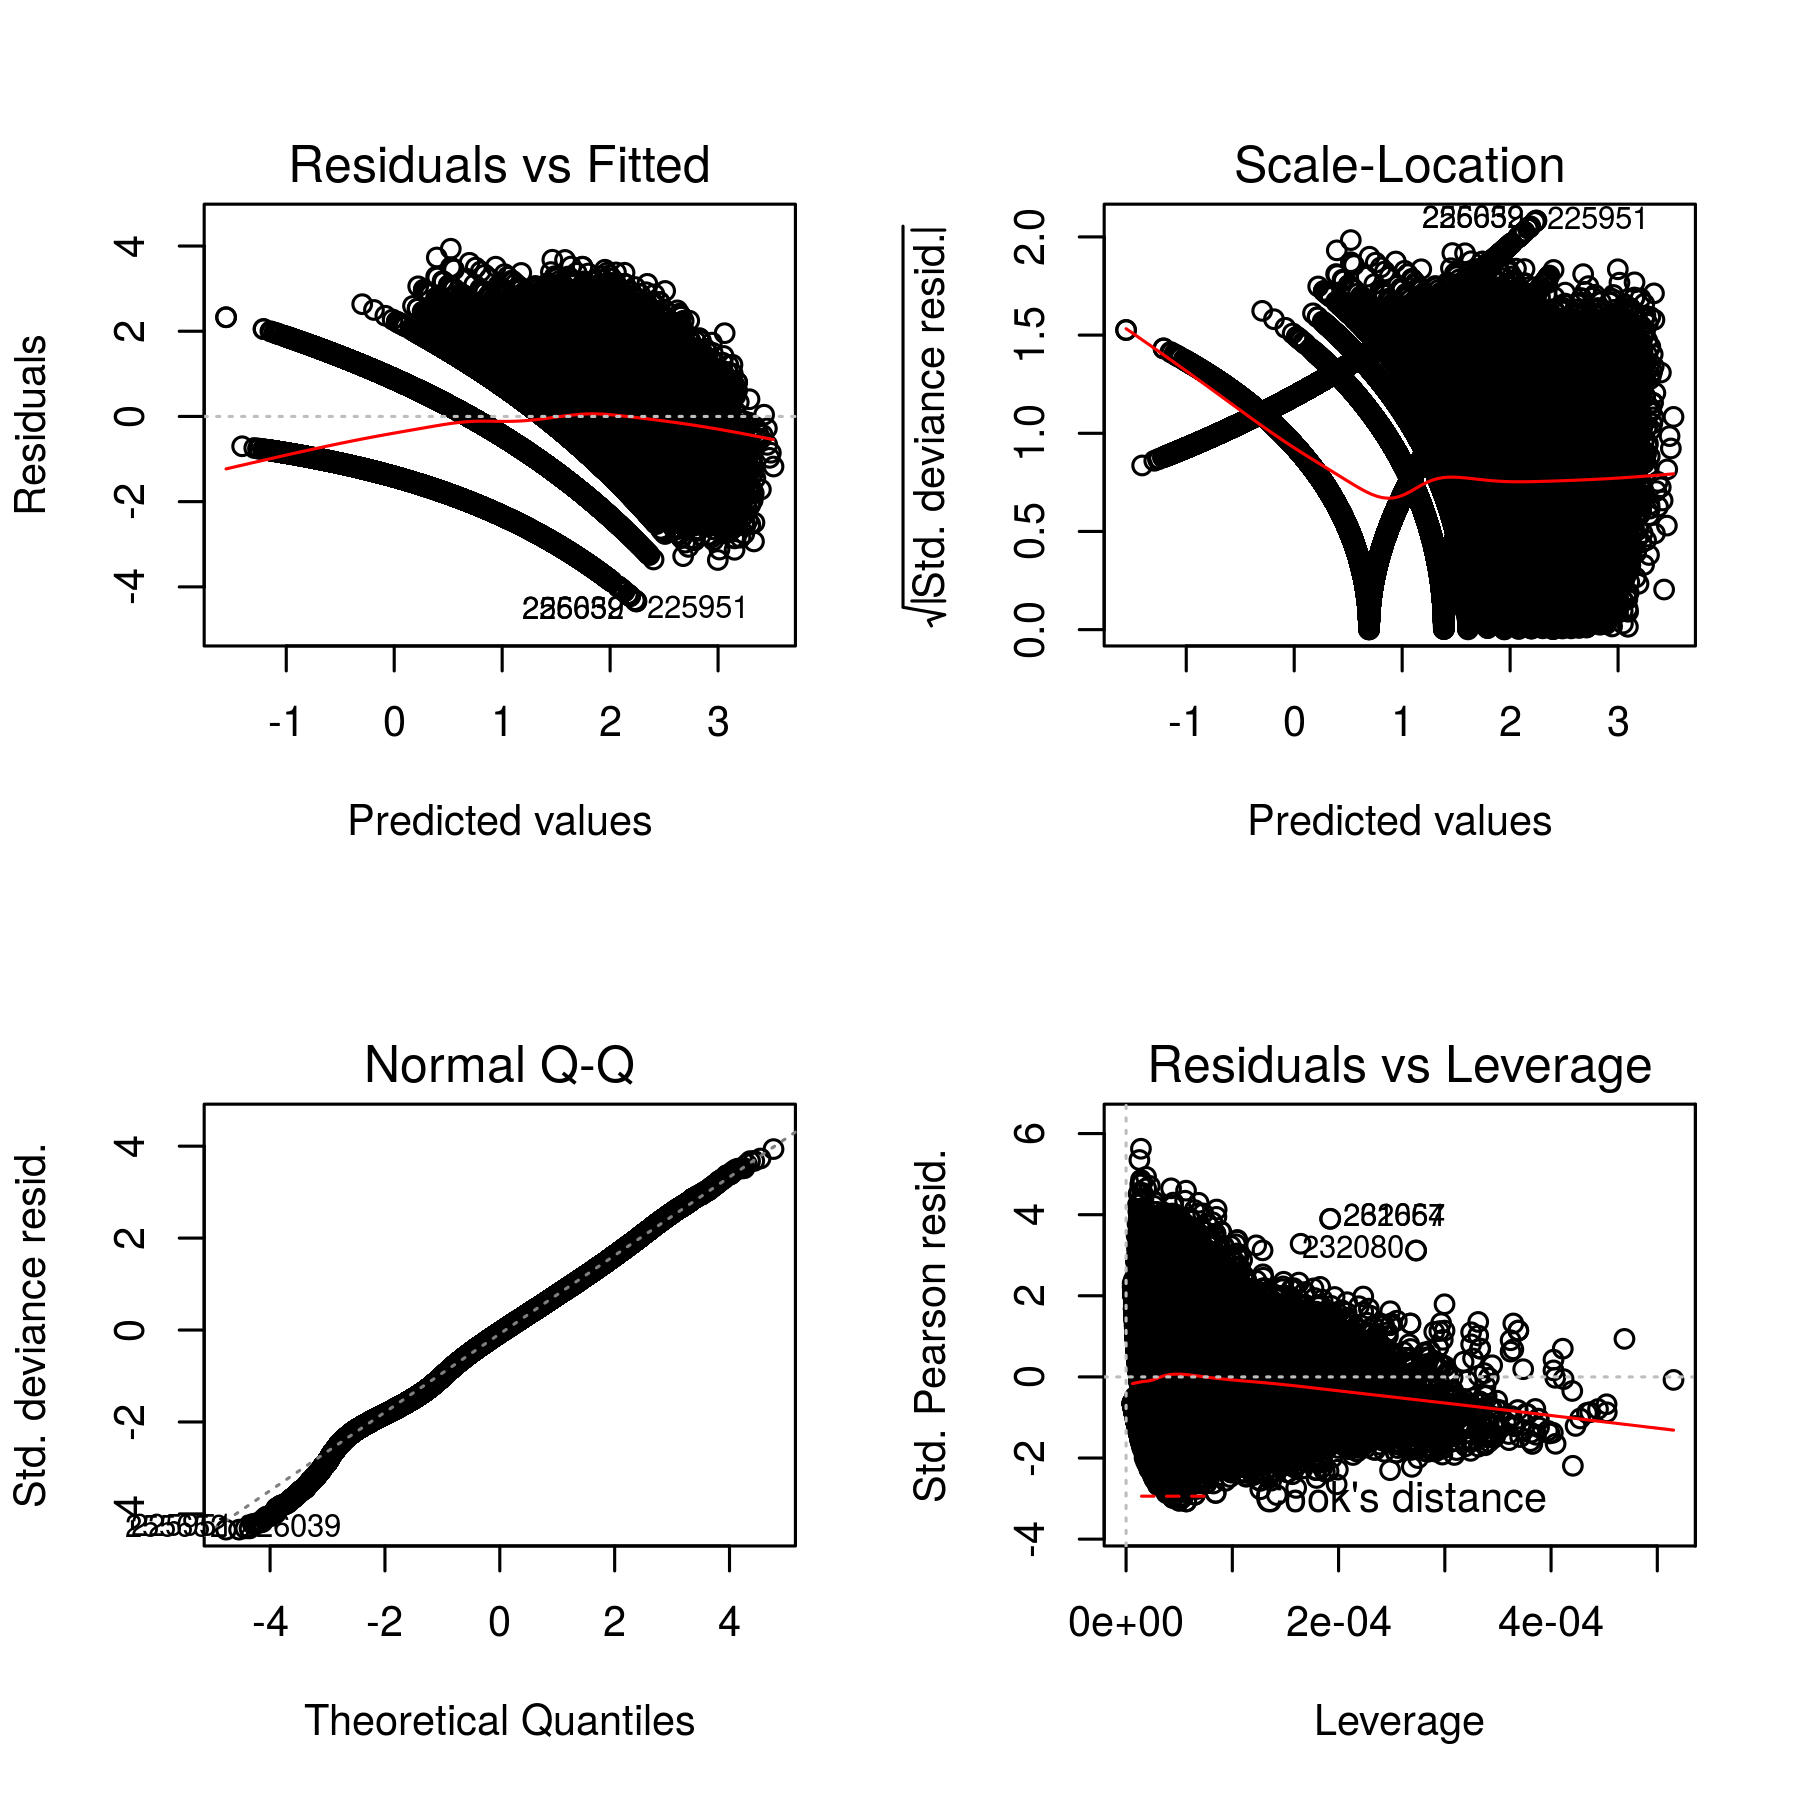 Residuals vs Fitted
Residuals
4
2
0
-2
-4
225951
-1 0 1 2 3
Predicted values
Scale-Location
√|Std. deviance resid.|
2.0
1.5
1.0
0.5
0.0
225951
-1 0 1 2 3
Predicted values
Normal Q-Q
Std. deviance resid.
4
2
0
-2
-4
226039
-4 -2 0 2 4
Theoretical Quantiles
Residuals vs Leverage
Std. Pearson resid.
6
4
2
0
-2
-4
232080
Cook's distance
0e+00 2e-04 4e-04
Leverage